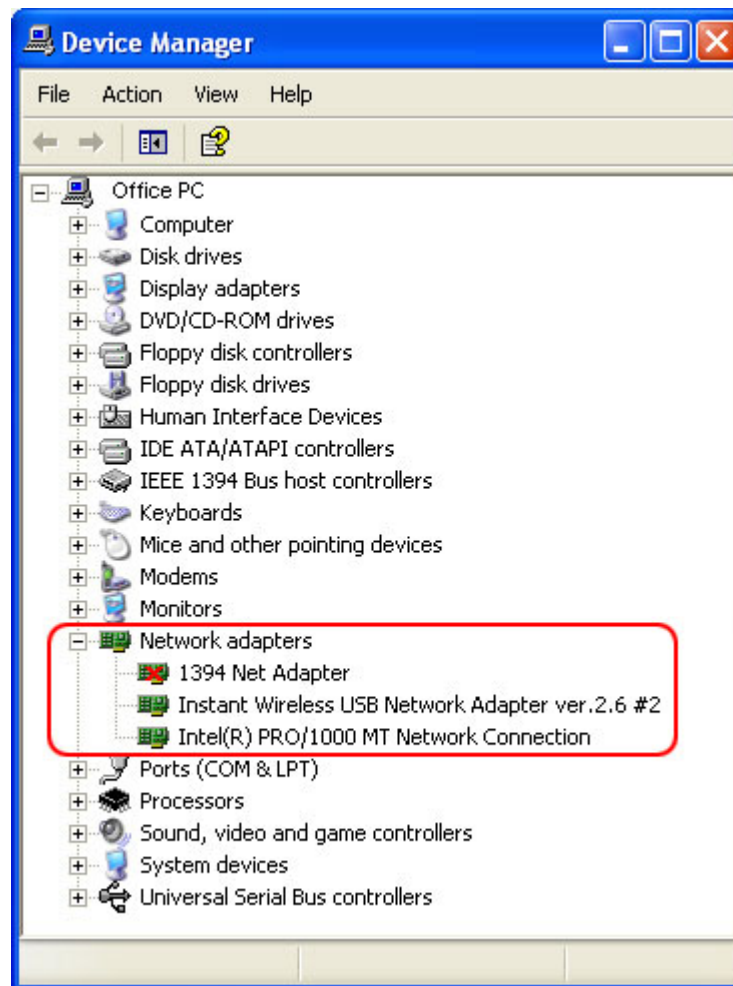 Device Manager
File Action View Help
Office PC
Computer
Disk drives
Display adapters
DVD/CD-ROM drives
Floppy disk controllers
Floppy disk drives
Human Interface Devices
IDE ATA/ATAPI controllers
IEEE 1394 Bus host controllers
Keyboards
Mice and other pointing devices
Modems
Monitors
Network adapters
1394 Net Adapter
Instant Wireless USB Network Adapter ver.2.6 #2
Intel(R) PRO/1000 MT Network Connection
Ports (COM & LPT)
Processors
Sound, video and game controllers
System devices
Universal Serial Bus controllers